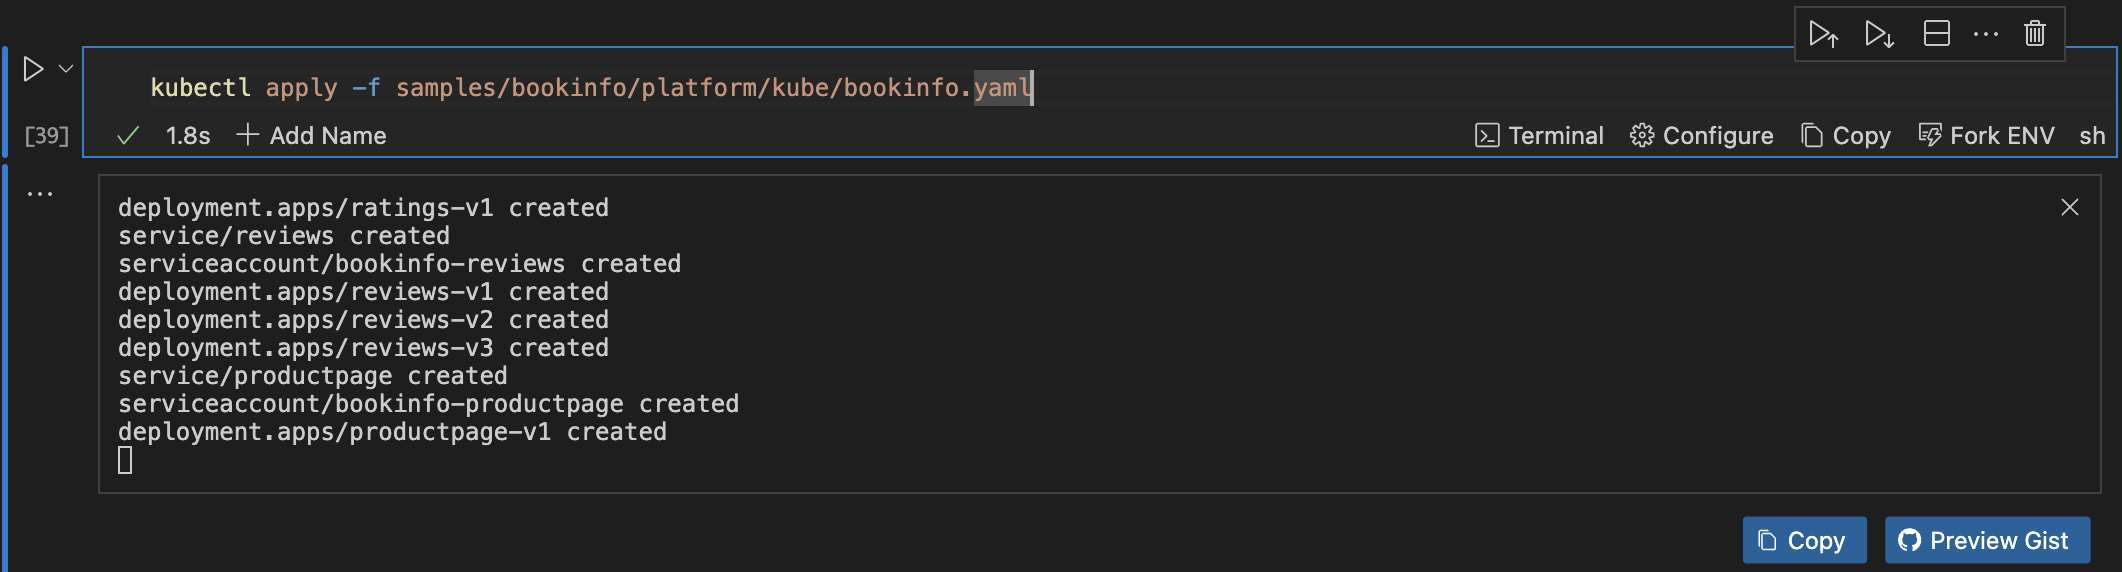 kubectl apply -f samples/bookinfo/platform/kube/bookinfo.yaml
[39] 1.8s Add Name Terminal Configure Copy Fork ENV sh
deployment.apps/ratings-v1 created
service/reviews created
serviceaccount/bookinfo-reviews created
deployment.apps/reviews-v1 created
deployment.apps/reviews-v2 created
deployment.apps/reviews-v3 created
service/productpage created
serviceaccount/bookinfo-productpage created
deployment.apps/productpage-v1 created
Copy Preview Gist